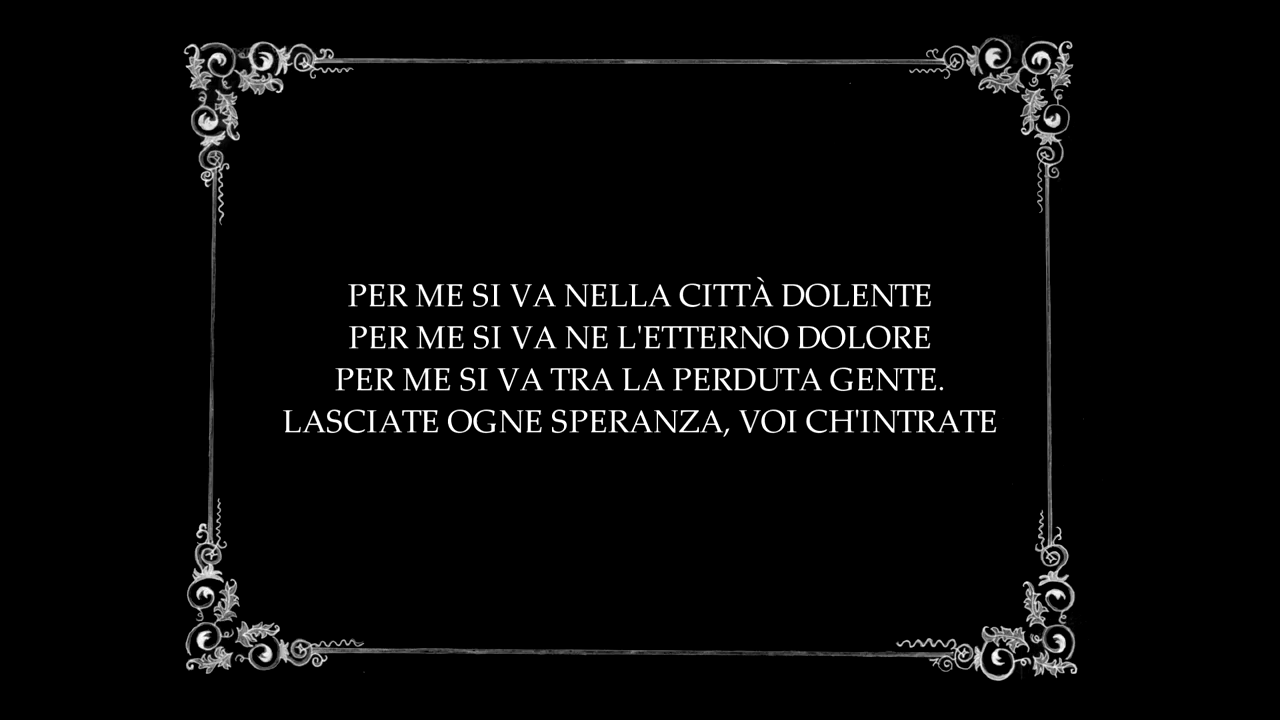 PER ME SI VA NELLA CITTÀ DOLENTE
PER ME SI VA NE L'ETTERNO DOLORE
PER ME SI VA TRA LA PERDUTA GENTE.
LASCIATE OGNE SPERANZA, VOI CH'INTRATE